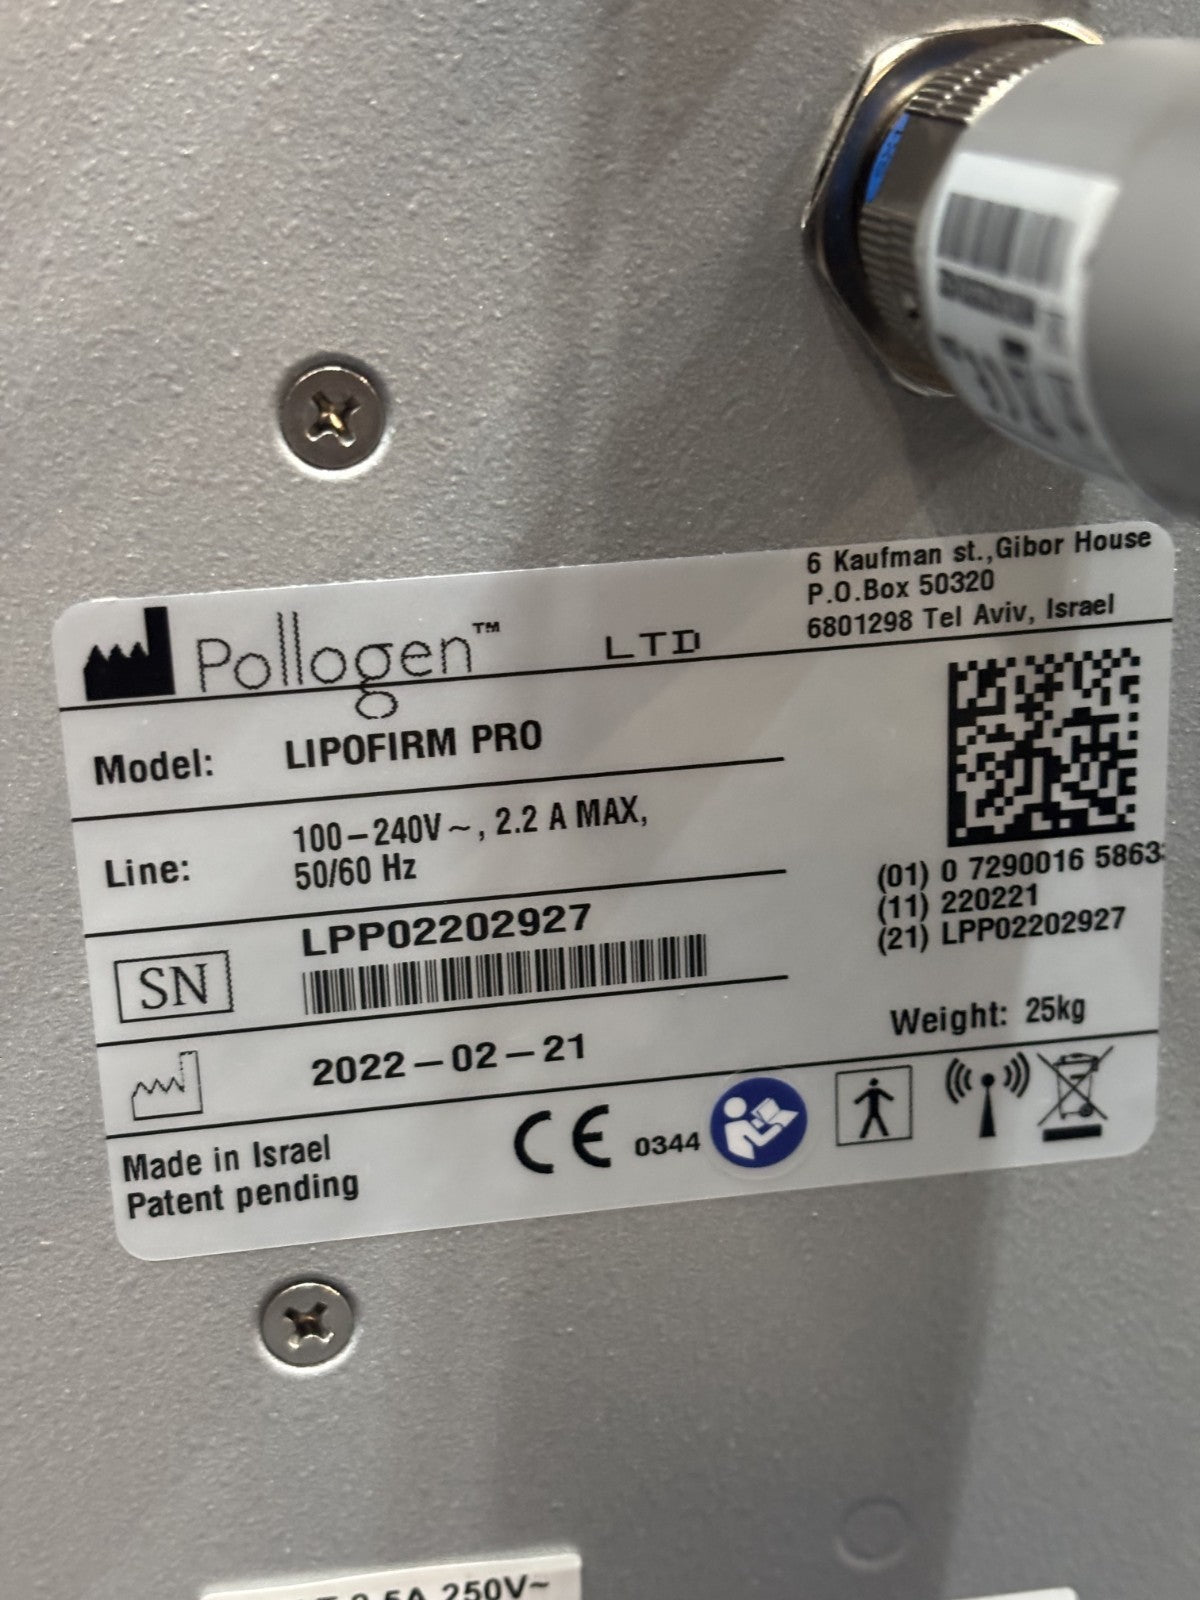 6 Kaufman st.,Gibor House
P.O.Box 50320
6801298 Tel Aviv, Israel
Pollogen™ LTD
Model: LIPOFIRM PRO
Line: 100–240V~, 2.2 A MAX,
50/60 Hz
(01) 0 7290016 5863
(11) 220221
(21) LPP02202927
SN LPP02202927
Weight: 25kg
2022–02–21
Made in Israel
Patent pending
CE 0344
5A 250V~